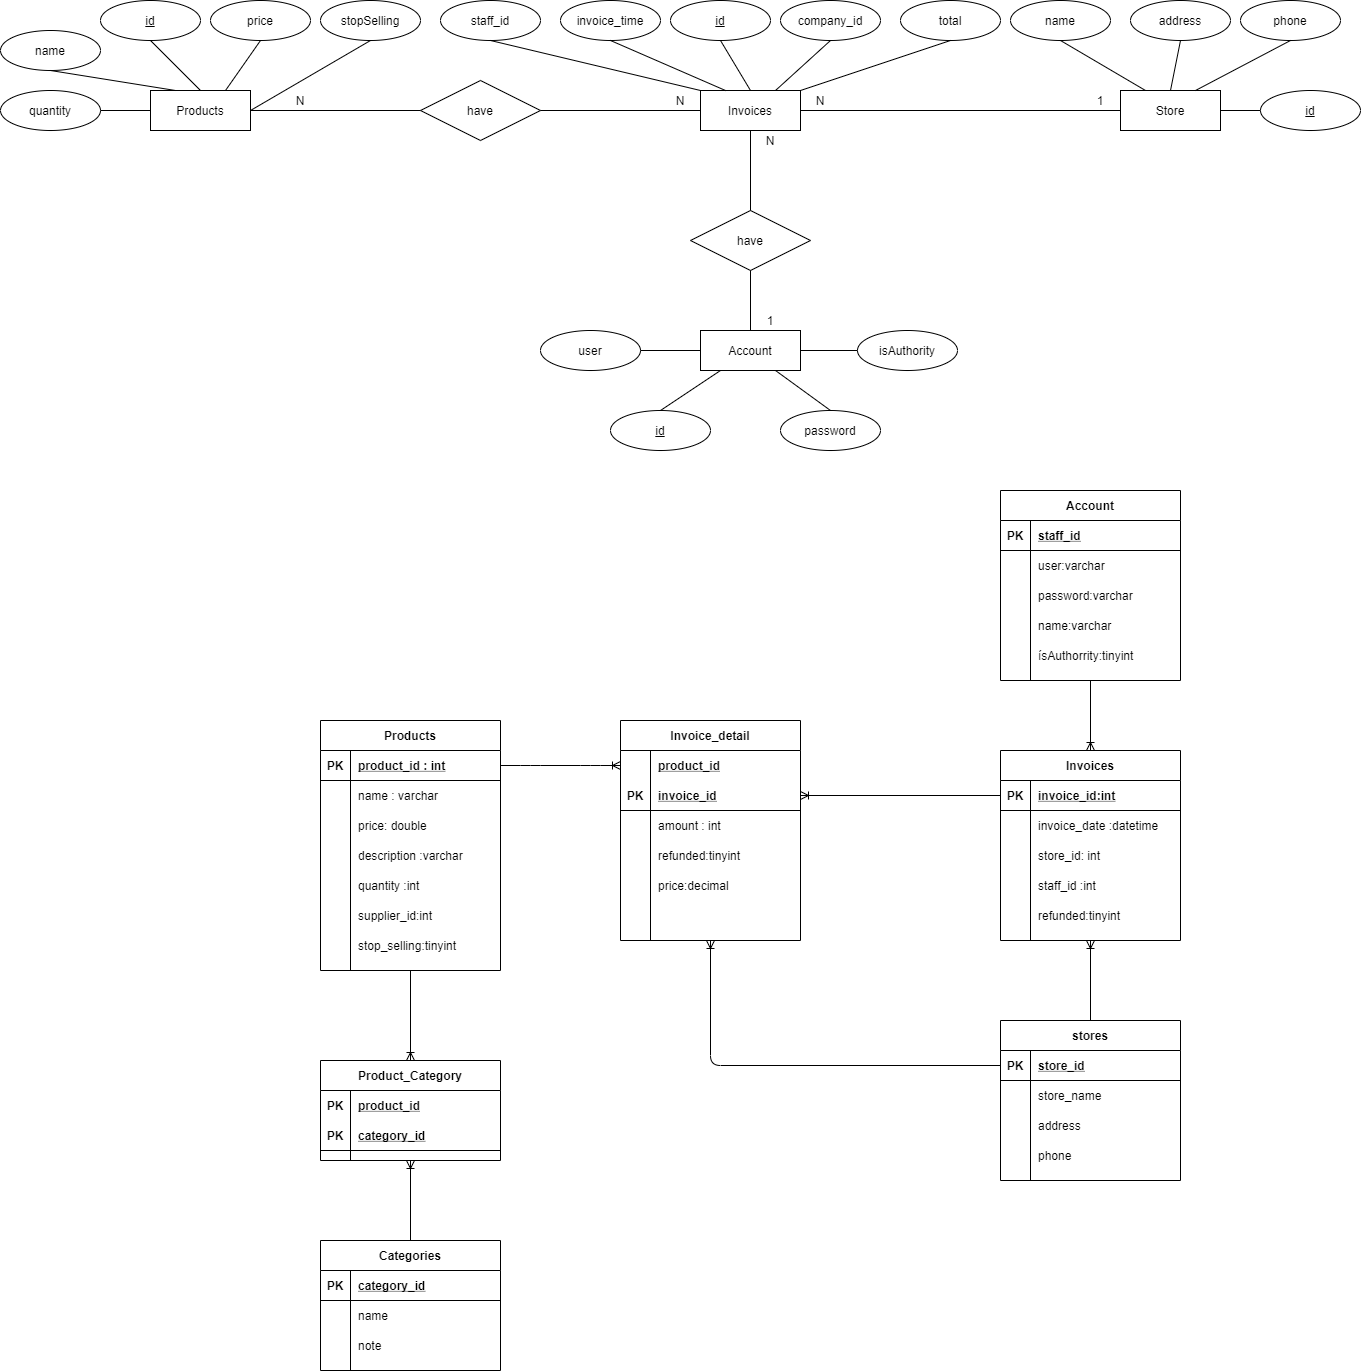 id
price
stopSelling
staff_id
invoice_time
id
company_id
total
name
address
phone
name
quantity
Products
N
have
N
Invoices
N
1
Store
id
N
have
1
user
Account
isAuthority
id
password
Account
PK staff_id
user:varchar
password:varchar
name:varchar
ísAuthorrity:tinyint
Products
PK product_id : int
name : varchar
price: double
description :varchar
quantity :int
supplier_id:int
stop_selling:tinyint
Invoice_detail
product_id
PK invoice_id
amount : int
refunded:tinyint
price:decimal
Invoices
PK invoice_id:int
invoice_date :datetime
store_id: int
staff_id :int
refunded:tinyint
stores
PK store_id
store_name
address
phone
Product_Category
PK product_id
PK category_id
Categories
PK category_id
name
note